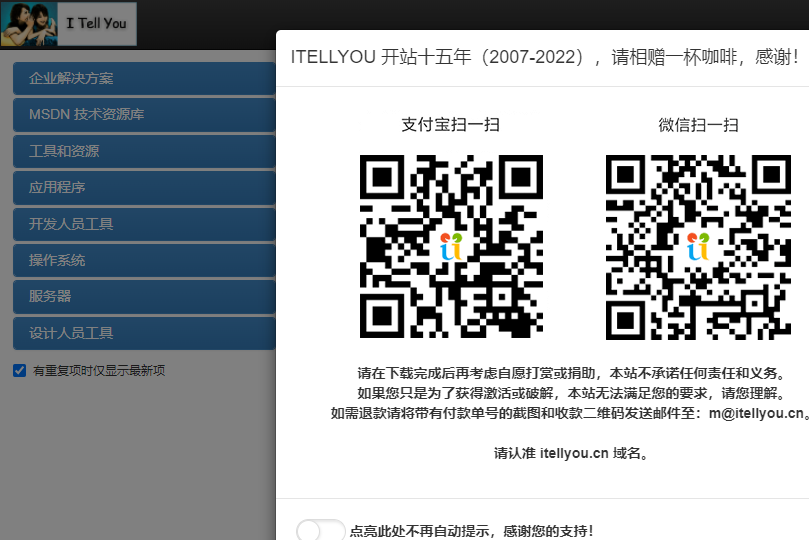 I Tell You
企业解决方案
MSDN 技术资源库
工具和资源
应用程序
开发人员工具
操作系统
服务器
设计人员工具
有重复项时仅显示最新项
ITELLYOU 开站十五年（2007-2022），请相赠一杯咖啡，感谢！
支付宝扫一扫
微信扫一扫
请在下载完成后再考虑自愿打赏或捐助，本站不承诺任何责任和义务。
如果您只是为了获得激活或破解，本站无法满足您的要求，请您理解。
如需退款请将带有付款单号的截图和收款二维码发送邮件至：m@itellyou.cn。
请认准 itellyou.cn 域名。
点亮此处不再自动提示，感谢您的支持！